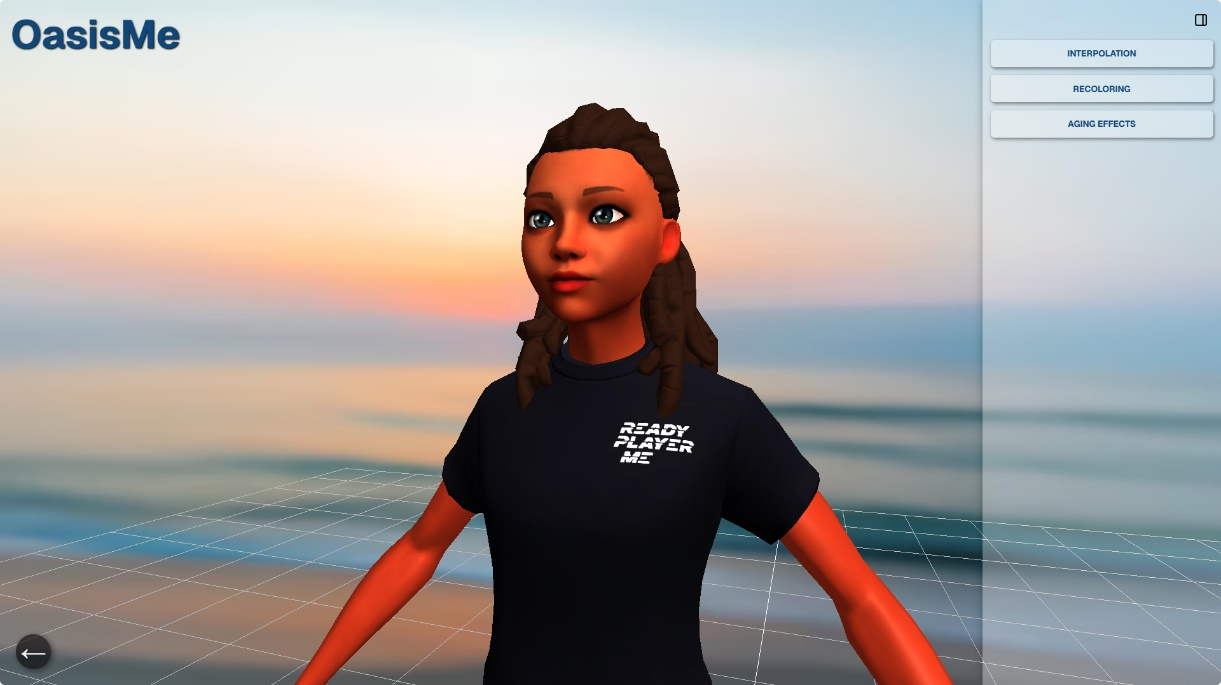 OasisMe
INTERPOLATION
RECOLORING
AGING EFFECTS
READY
PLAYER
ME